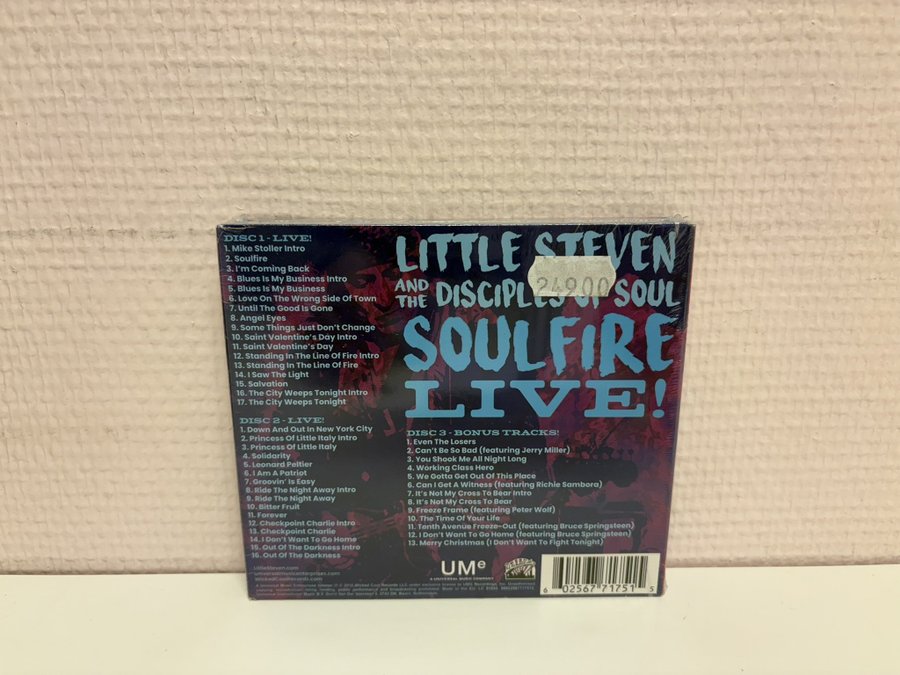 DISC 1 - LIVE!
1. Mike Stoller Intro
2. Soulfire
3. I'm Coming Back
4. Blues Is My Business Intro
5. Blues Is My Business
6. Love On The Wrong Side Of Town
7. Until The Good Is Gone
8. Angel Eyes
9. Some Things Just Don't Change
10. Saint Valentine's Day Intro
11. Saint Valentine's Day
12. Standing In The Line Of Fire Intro
13. Standing In The Line Of Fire
14. I Saw The Light
15. Salvation
16. The City Weeps Tonight Intro
17. The City Weeps Tonight
DISC 2 - LIVE!
1. Down And Out In New York City
2. Princess Of Little Italy Intro
3. Princess Of Little Italy
4. Solidarity
5. Leonard Peltier
6. I Am A Patriot
7. Groovin' Is Easy
8. Ride The Night Away Intro
9. Ride The Night Away
10. Bitter Fruit
11. Forever
12. Checkpoint Charlie Intro
13. Checkpoint Charlie
14. I Don't Want To Go Home
15. Out Of The Darkness Intro
16. Out Of The Darkness
LITTLE STEVEN
AND THE DISCIPLES OF SOUL
249.00
SOULFIRE
LIVE!
DISC 3 - BONUS TRACKS!
1. Even The Losers
2. Can't Be So Bad (featuring Jerry Miller)
3. You Shook Me All Night Long
4. Working Class Hero
5. We Gotta Get Out Of This Place
6. Can I Get A Witness (featuring Richie Sambora)
7. It's Not My Cross To Bear Intro
8. It's Not My Cross To Bear
9. Freeze Frame (featuring Peter Wolf)
10. The Time Of Your Life
11. Tenth Avenue Freeze-Out (featuring Bruce Springsteen)
12. I Don't Want To Go Home (featuring Bruce Springsteen)
13. Merry Christmas (I Don't Want To Fight Tonight)
LittleSteven.com
universalmusicenterprises.com
WickedCoolRecords.com
UMe
A UNIVERSAL MUSIC COMPANY
6 02567 71751 5